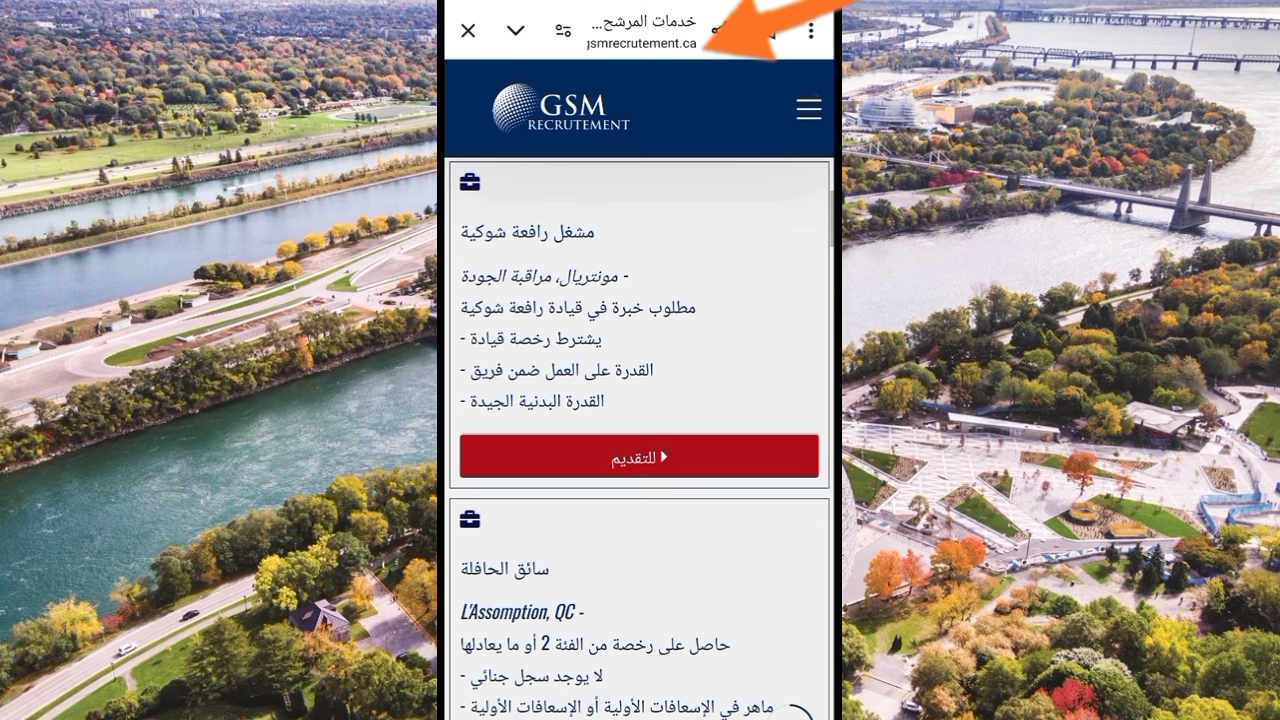 خدمات المرشح...
jsmrecrutement.ca
GSM
RECRUTEMENT
مشغل رافعة شوكية
- مونتريال، مراقبة الجودة
مطلوب خبرة في قيادة رافعة شوكية
يشترط رخصة قيادة -
القدرة على العمل ضمن فريق -
القدرة البدنية الجيدة -
للتقديم
سائق الحافلة
L'Assomption, QC -
حاصل على رخصة من الفئة 2 أو ما يعادلها
لا يوجد سجل جنائي -
ماهر في الإسعافات الأولية أو الإسعافات الأولية -